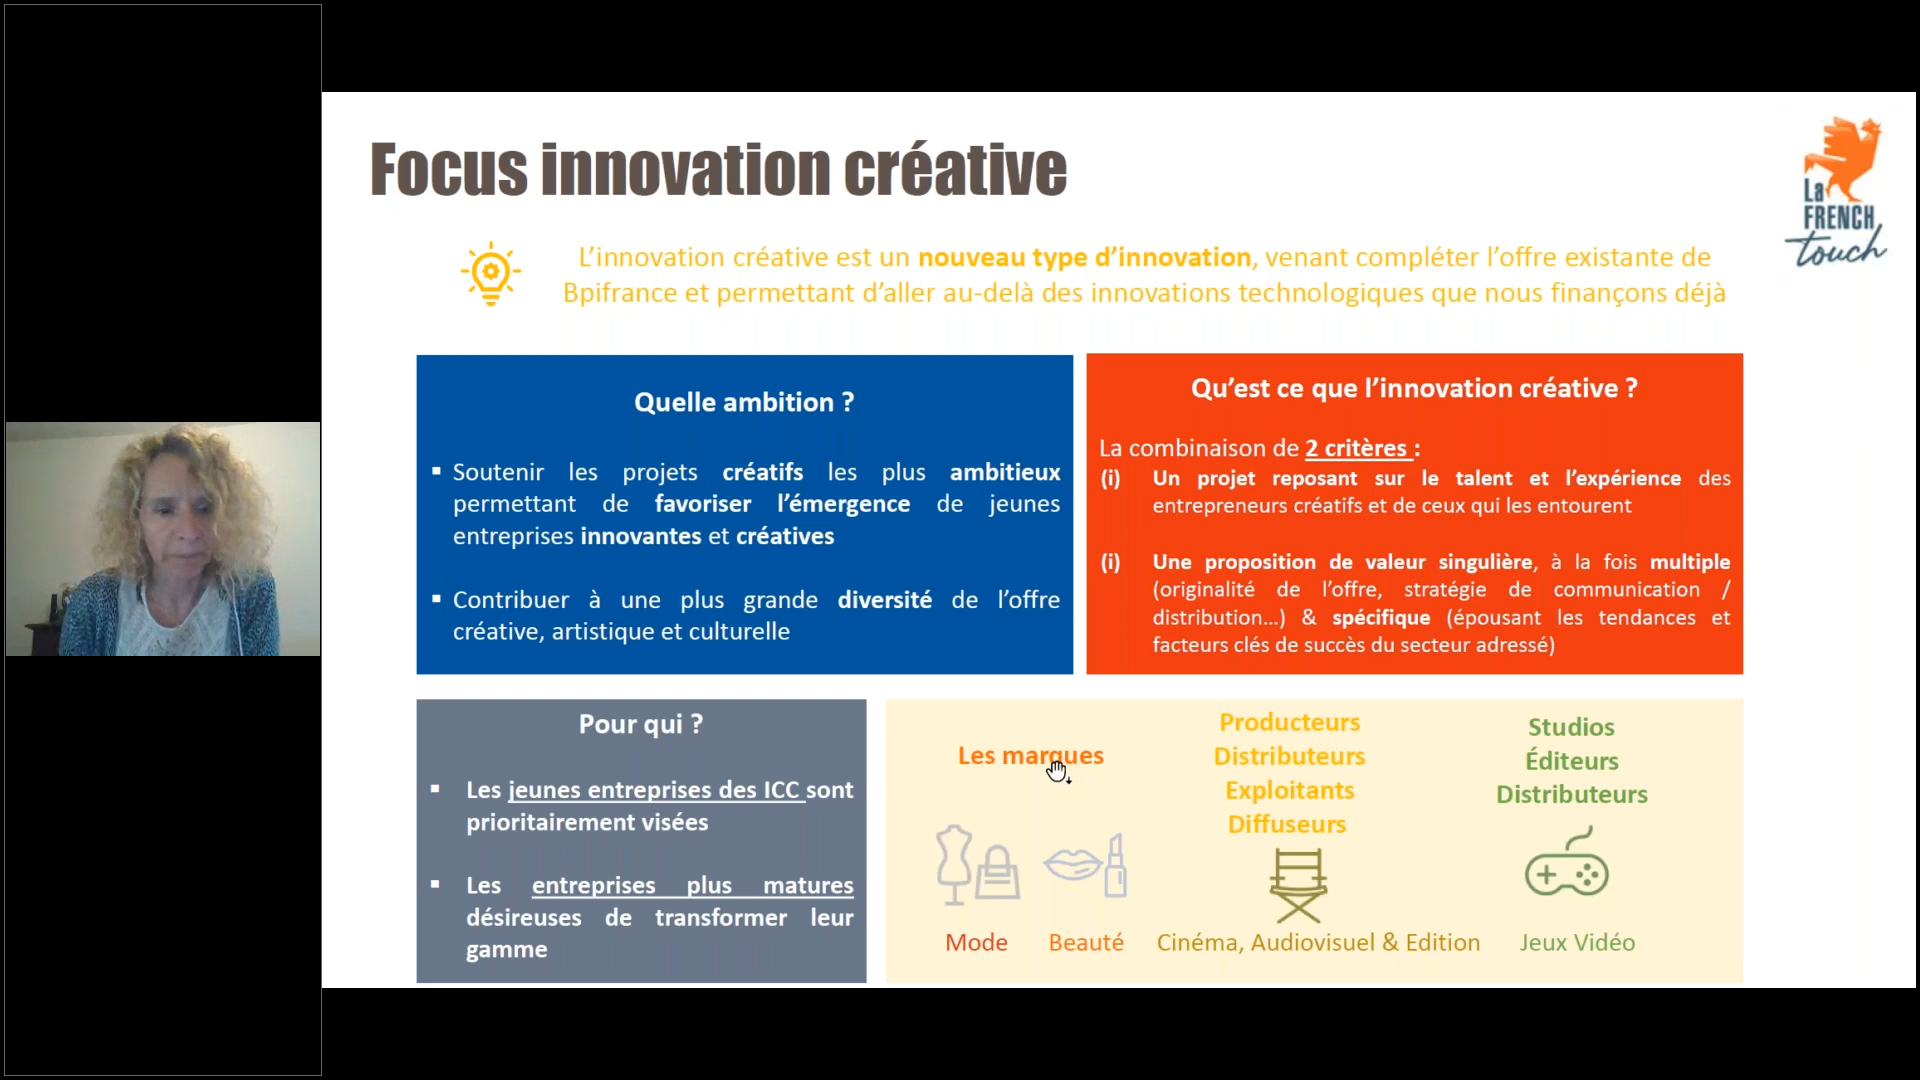 Focus innovation créative
La
FRENCH
touch
L’innovation créative est un nouveau type d’innovation, venant compléter l’offre existante de
Bpifrance et permettant d’aller au-delà des innovations technologiques que nous finançons déjà
Quelle ambition ?
▪ Soutenir les projets créatifs les plus ambitieux
permettant de favoriser l’émergence de jeunes
entreprises innovantes et créatives
▪ Contribuer à une plus grande diversité de l’offre
créative, artistique et culturelle
Qu’est ce que l’innovation créative ?
La combinaison de 2 critères :
(i) Un projet reposant sur le talent et l’expérience des
entrepreneurs créatifs et de ceux qui les entourent
(i) Une proposition de valeur singulière, à la fois multiple
(originalité de l’offre, stratégie de communication /
distribution…) & spécifique (épousant les tendances et
facteurs clés de succès du secteur adressé)
Pour qui ?
▪ Les jeunes entreprises des ICC sont
prioritairement visées
▪ Les entreprises plus matures
désireuses de transformer leur
gamme
Les marques
Mode
Beauté
Producteurs
Distributeurs
Exploitants
Diffuseurs
Cinéma, Audiovisuel & Edition
Studios
Éditeurs
Distributeurs
Jeux Vidéo